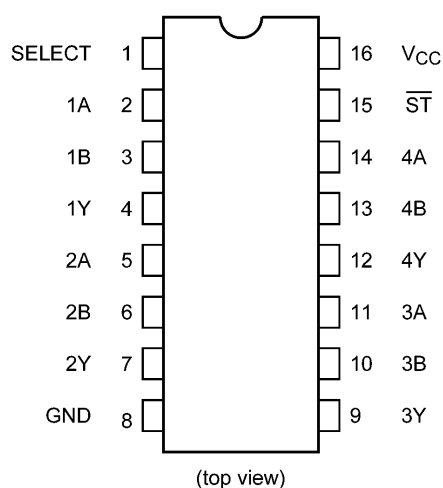 SELECT 1 16 VCC
1A 2 15 S̅T̅
1B 3 14 4A
1Y 4 13 4B
2A 5 12 4Y
2B 6 11 3A
2Y 7 10 3B
GND 8 9 3Y
(top view)